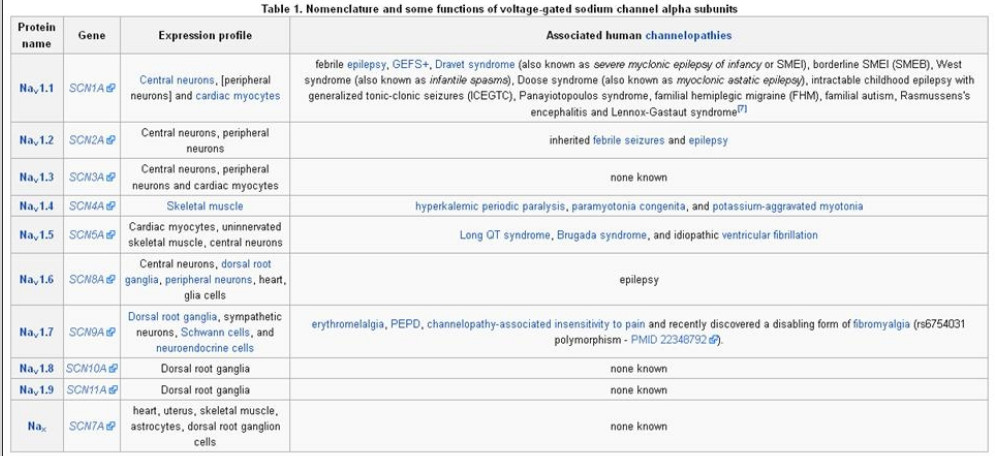 Table 1. Nomenclature and some functions of voltage-gated sodium channel alpha subunits
Protein name
Gene
Expression profile
Associated human channelopathies
Nav1.1
SCN1A
Central neurons, [peripheral
neurons] and cardiac myocytes
febrile epilepsy, GEFS+, Dravet syndrome (also known as severe myclonic epilepsy of infancy or SMEI), borderline SMEI (SMEB), West
syndrome (also known as infantile spasms), Doose syndrome (also known as myoclonic astatic epilepsy), intractable childhood epilepsy with
generalized tonic-clonic seizures (ICEGTC), Panayiotopoulos syndrome, familial hemiplegic migraine (FHM), familial autism, Rasmussens's
encephalitis and Lennox-Gastaut syndrome[7]
Nav1.2
SCN2A
Central neurons, peripheral
neurons
inherited febrile seizures and epilepsy
Nav1.3
SCN3A
Central neurons, peripheral
neurons and cardiac myocytes
none known
Nav1.4
SCN4A
Skeletal muscle
hyperkalemic periodic paralysis, paramyotonia congenita, and potassium-aggravated myotonia
Nav1.5
SCN5A
Cardiac myocytes, uninnervated
skeletal muscle, central neurons
Long QT syndrome, Brugada syndrome, and idiopathic ventricular fibrillation
Nav1.6
SCN8A
Central neurons, dorsal root
ganglia, peripheral neurons, heart,
glia cells
epilepsy
Nav1.7
SCN9A
Dorsal root ganglia, sympathetic
neurons, Schwann cells, and
neuroendocrine cells
erythromelalgia, PEPD, channelopathy-associated insensitivity to pain and recently discovered a disabling form of fibromyalgia (rs6754031
polymorphism - PMID 22348792).
Nav1.8
SCN10A
Dorsal root ganglia
none known
Nav1.9
SCN11A
Dorsal root ganglia
none known
Nax
SCN7A
heart, uterus, skeletal muscle,
astrocytes, dorsal root ganglion
cells
none known